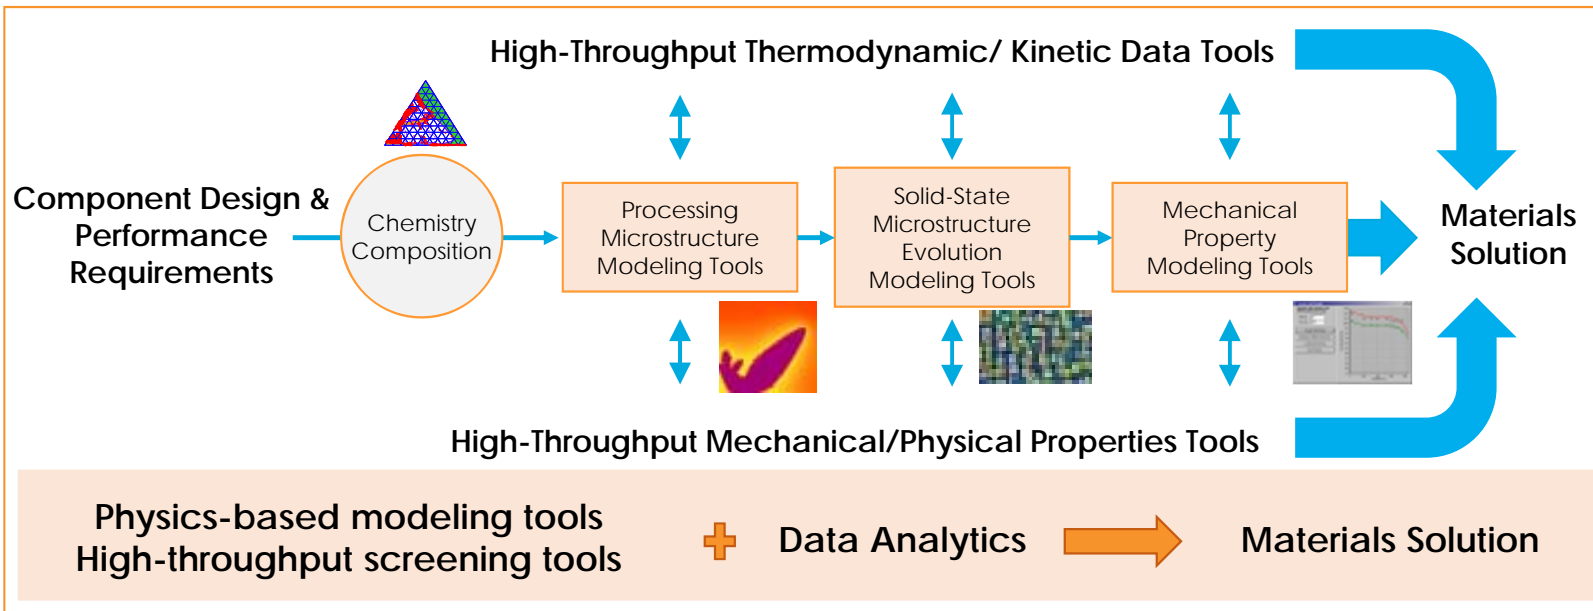 High-Throughput Thermodynamic/ Kinetic Data Tools
Component Design &
Performance
Requirements
Chemistry
Composition
Processing
Microstructure
Modeling Tools
Solid-State
Microstructure
Evolution
Modeling Tools
Mechanical
Property
Modeling Tools
Materials
Solution
High-Throughput Mechanical/Physical Properties Tools
Physics-based modeling tools
High-throughput screening tools
Data Analytics
Materials Solution